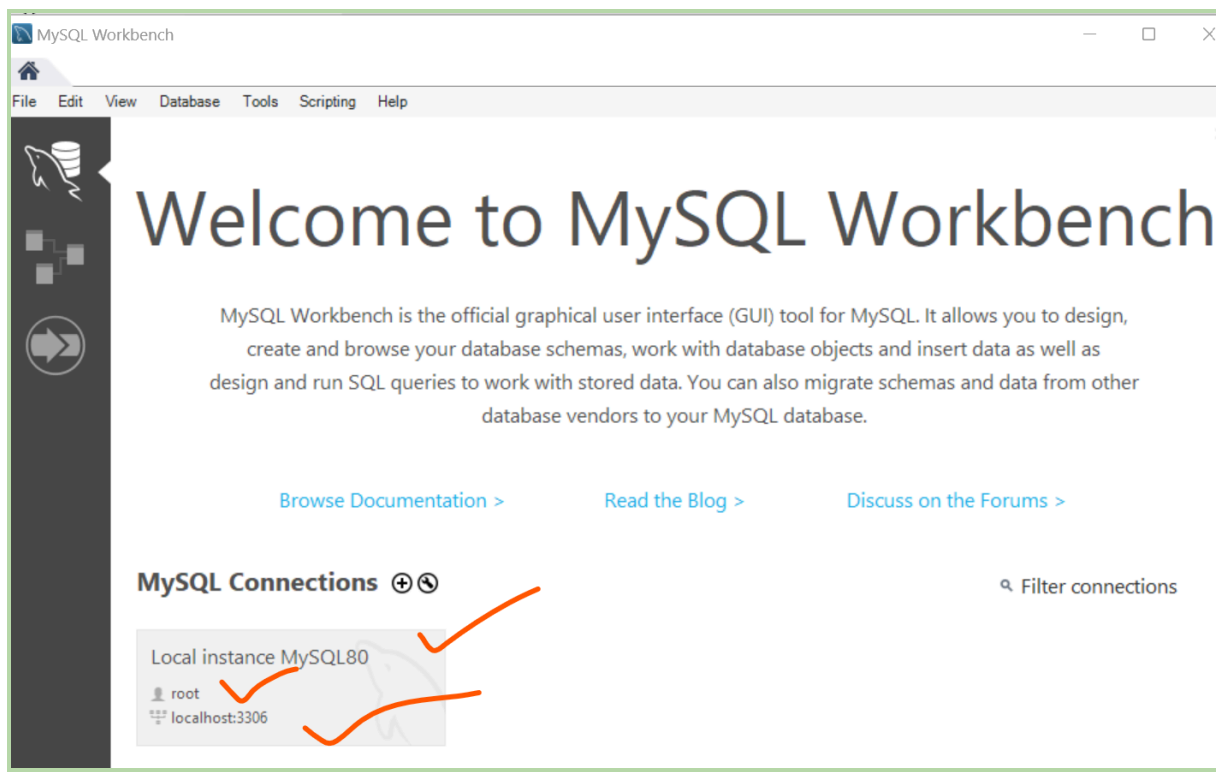 MySQL Workbench
File Edit View Database Tools Scripting Help
Welcome to MySQL Workbench
MySQL Workbench is the official graphical user interface (GUI) tool for MySQL. It allows you to design,
create and browse your database schemas, work with database objects and insert data as well as
design and run SQL queries to work with stored data. You can also migrate schemas and data from other
database vendors to your MySQL database.
Browse Documentation > Read the Blog > Discuss on the Forums >
MySQL Connections Filter connections
Local instance MySQL80
root
localhost:3306